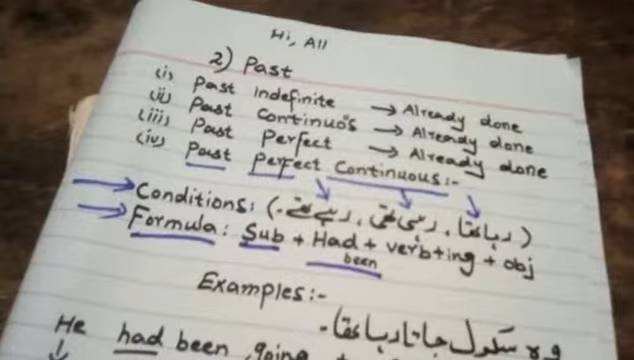 Hi, All
2) Past
(i) Past Indefinite → Already done
(ii) Past Continuo's → Already done
(iii) Past Perfect → Already done
(iv) Past Perfect Continuous:-
→ Conditions: (رہا تھا، رہی تھی، رہے تھے۔)
→ Formula: Sub + Had + verb+ing + obj
been
Examples:-
وہ سکول جاتا رہا تھا۔
He had been going